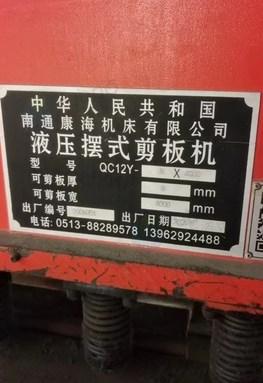 中华人民共和国
南通康海机床有限公司
液压摆式剪板机
型号 QC12Y- X 4000
可剪板厚 mm
可剪板宽 4000 mm
出厂编号 出厂日期
电话:0513-88289578 13962924488